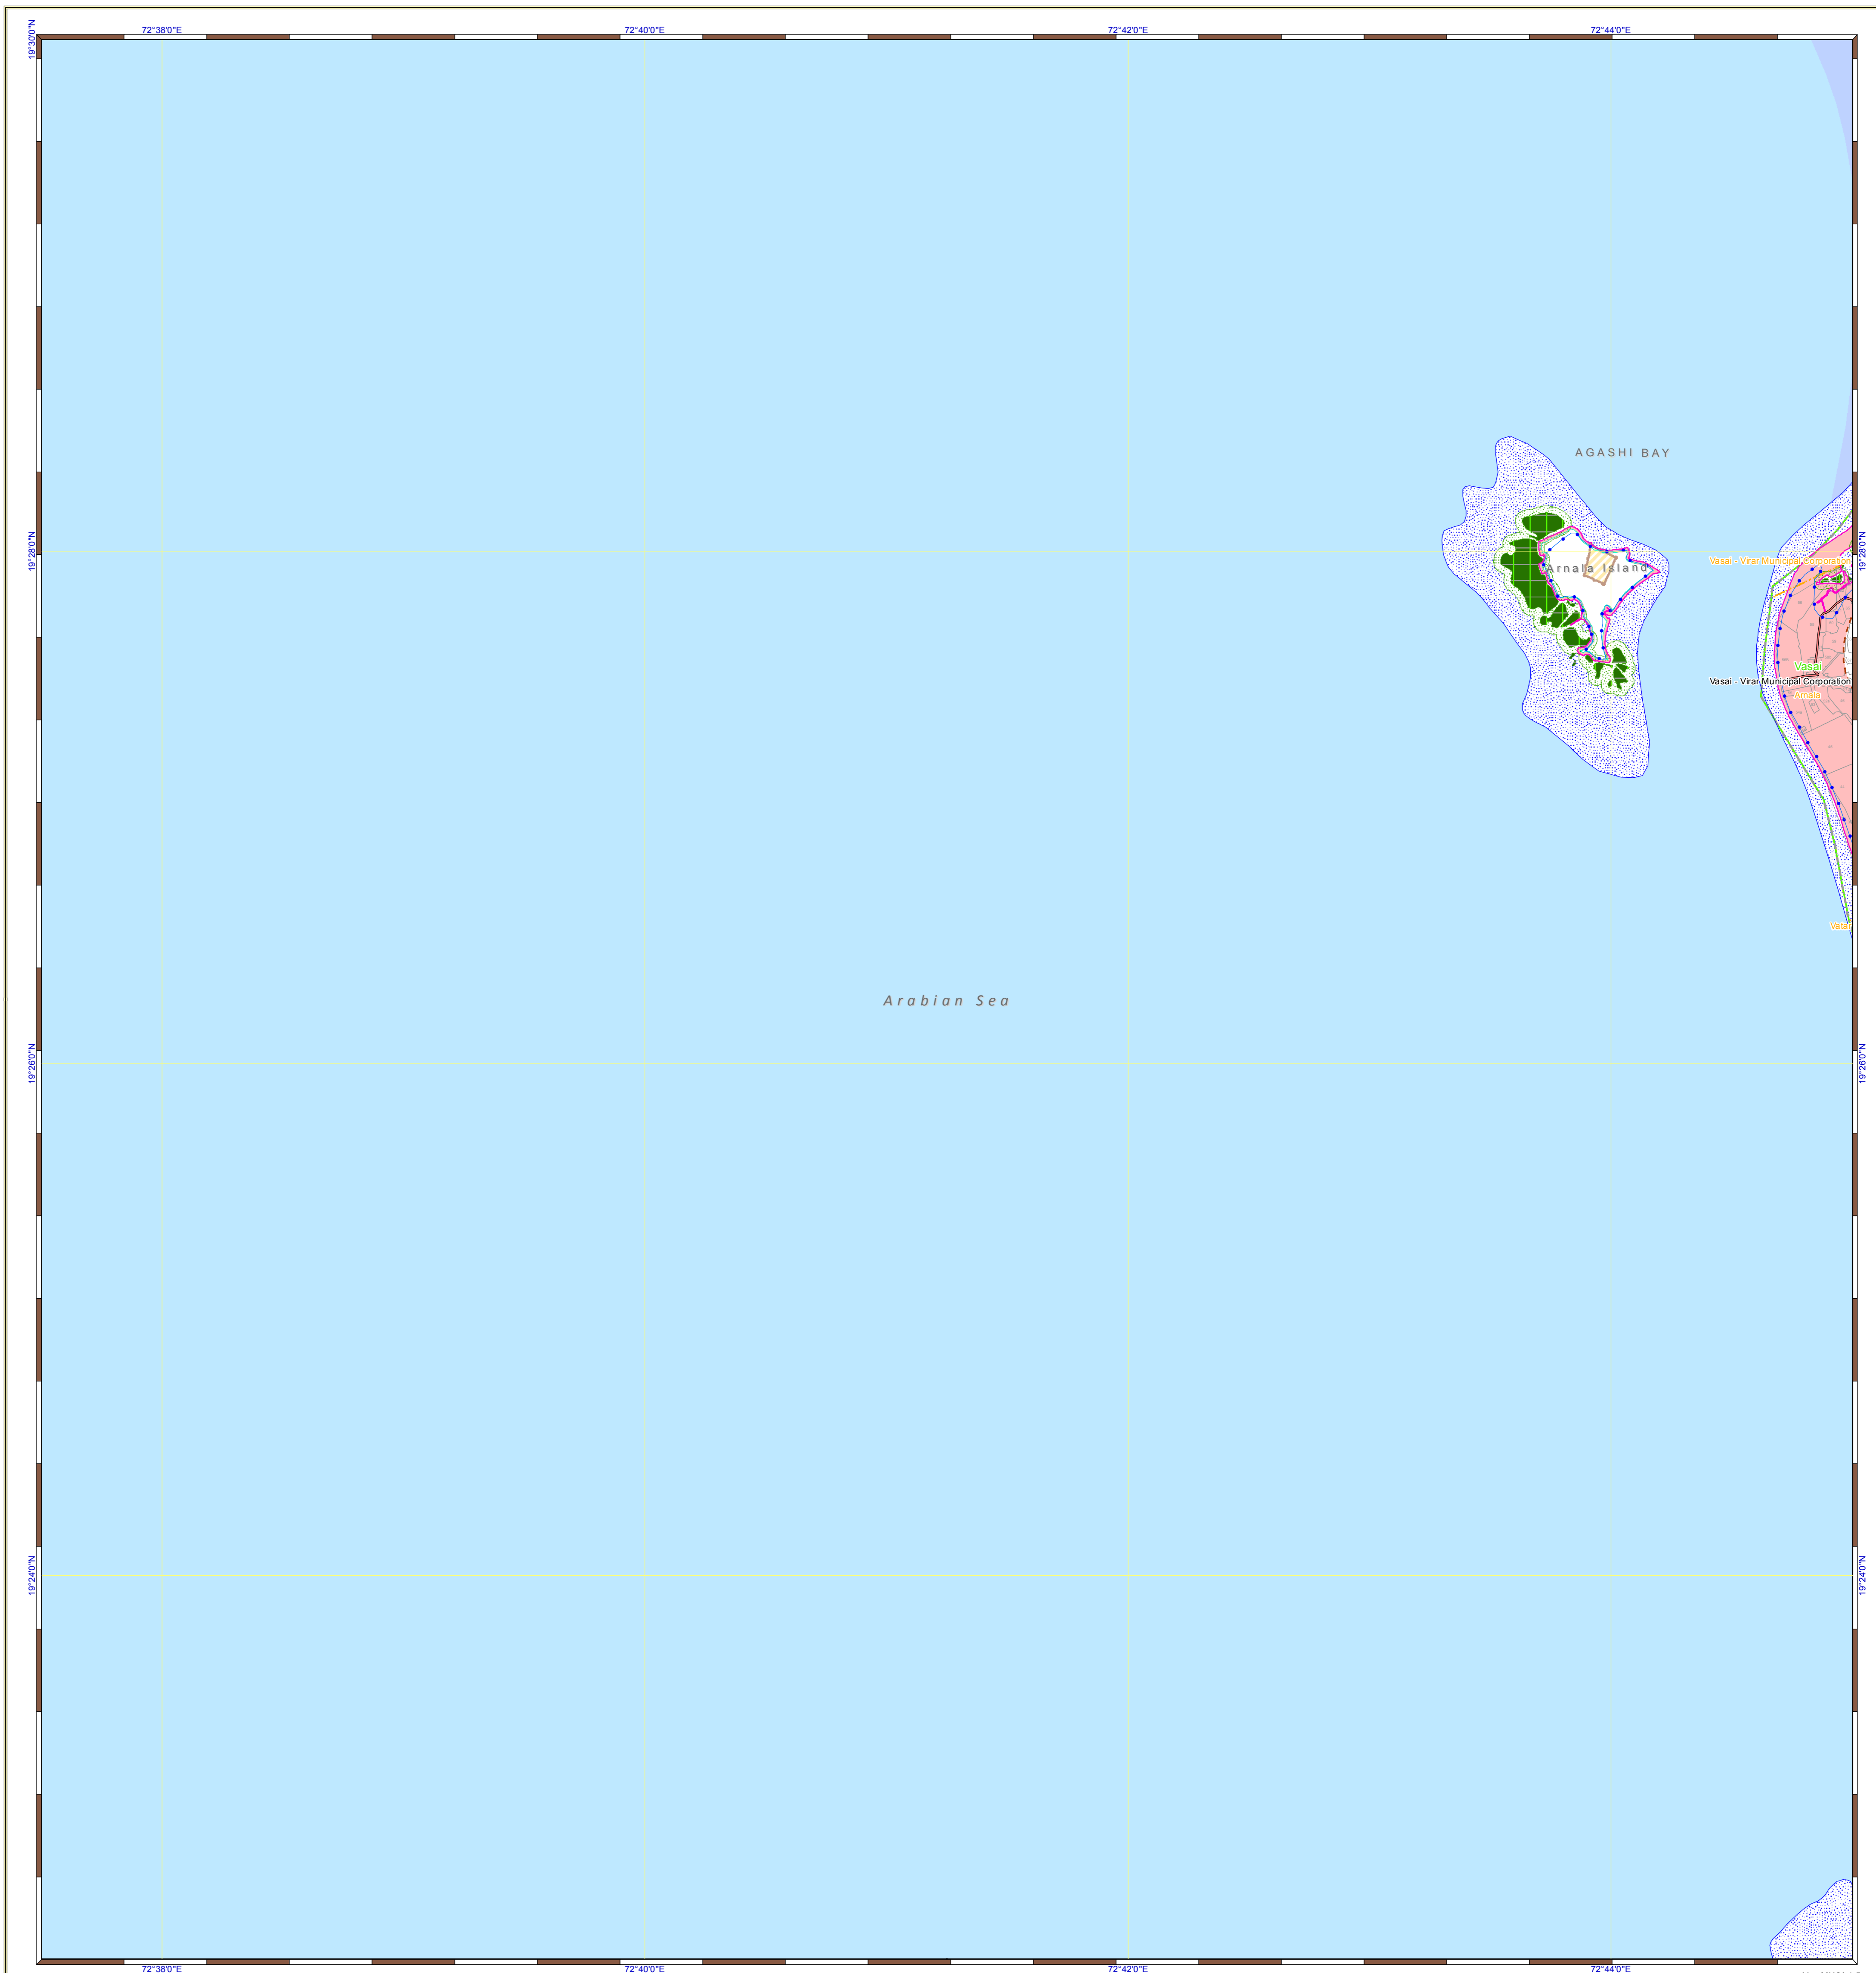 72°38'0"E 72°40'0"E 72°42'0"E 72°44'0"E
19°30'0"N
AGASHI BAY
19°28'0"N 19°28'0"N
Vasai - Virar Municipal Corporation
Arnala Island
Vasai
Vasai - Virar Municipal Corporation
Arnala
Arabian Sea
19°26'0"N 19°26'0"N
19°24'0"N 19°24'0"N
72°38'0"E 72°40'0"E 72°42'0"E 72°44'0"E